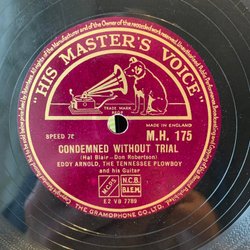 "HIS MASTER'S VOICE"
TRADE MARK
MADE IN ENGLAND
SPEED 78
M.H. 175
CONDEMNED WITHOUT TRIAL
(Hal Blair—Don Robertson)
EDDY ARNOLD, THE TENNESSEE PLOWBOY
and his Guitar
N.C.B.
B.I.E.M.
E2 VB 7789
THE GRAMOPHONE CO., LTD.